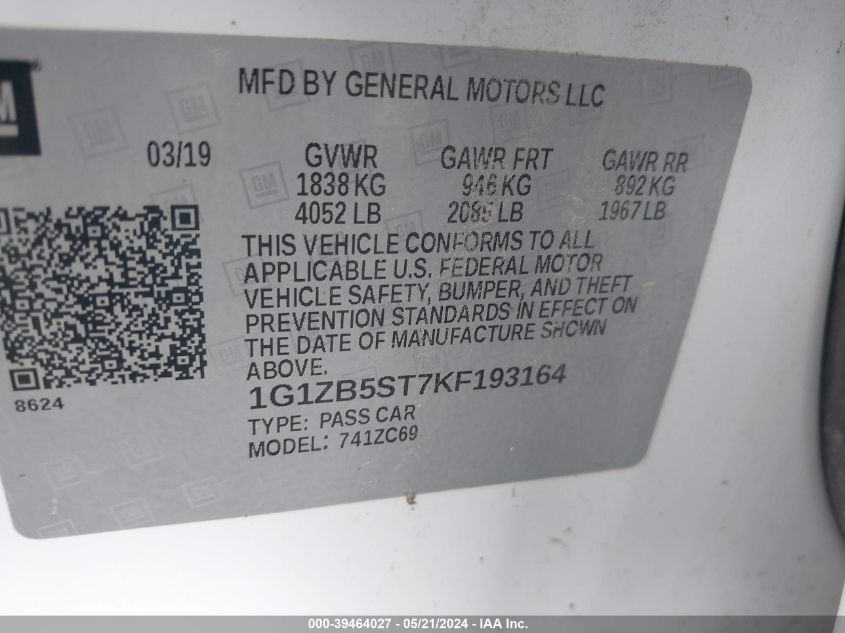 GM
MFD BY GENERAL MOTORS LLC
03/19 GVWR GAWR FRT GAWR RR
1838 KG 946 KG 892 KG
4052 LB 2085 LB 1967 LB
THIS VEHICLE CONFORMS TO ALL
APPLICABLE U.S. FEDERAL MOTOR
VEHICLE SAFETY, BUMPER, AND THEFT
PREVENTION STANDARDS IN EFFECT ON
THE DATE OF MANUFACTURE SHOWN
ABOVE.
8624
1G1ZB5ST7KF193164
TYPE: PASS CAR
MODEL: 741ZC69
000-39464027 - 05/21/2024 - IAA Inc.